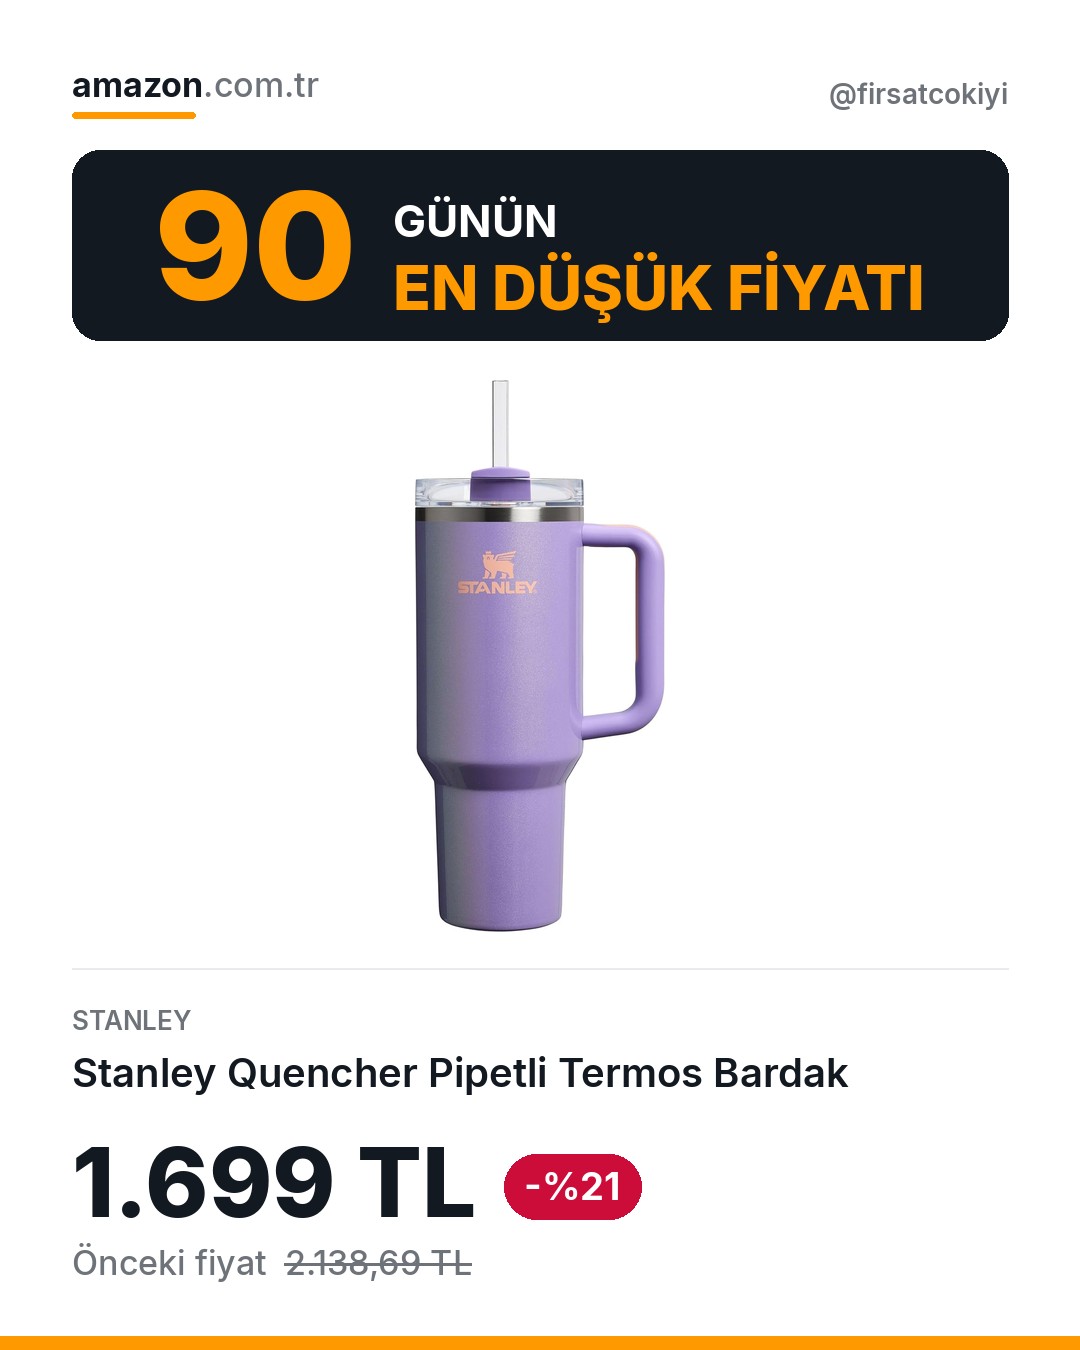 amazon.com.tr
@firsatcokiyi
90
GÜNÜN
EN DÜŞÜK FİYATI
STANLEY
STANLEY
Stanley Quencher Pipetli Termos Bardak
1.699 TL
-%21
Önceki fiyat 2.138,69 TL